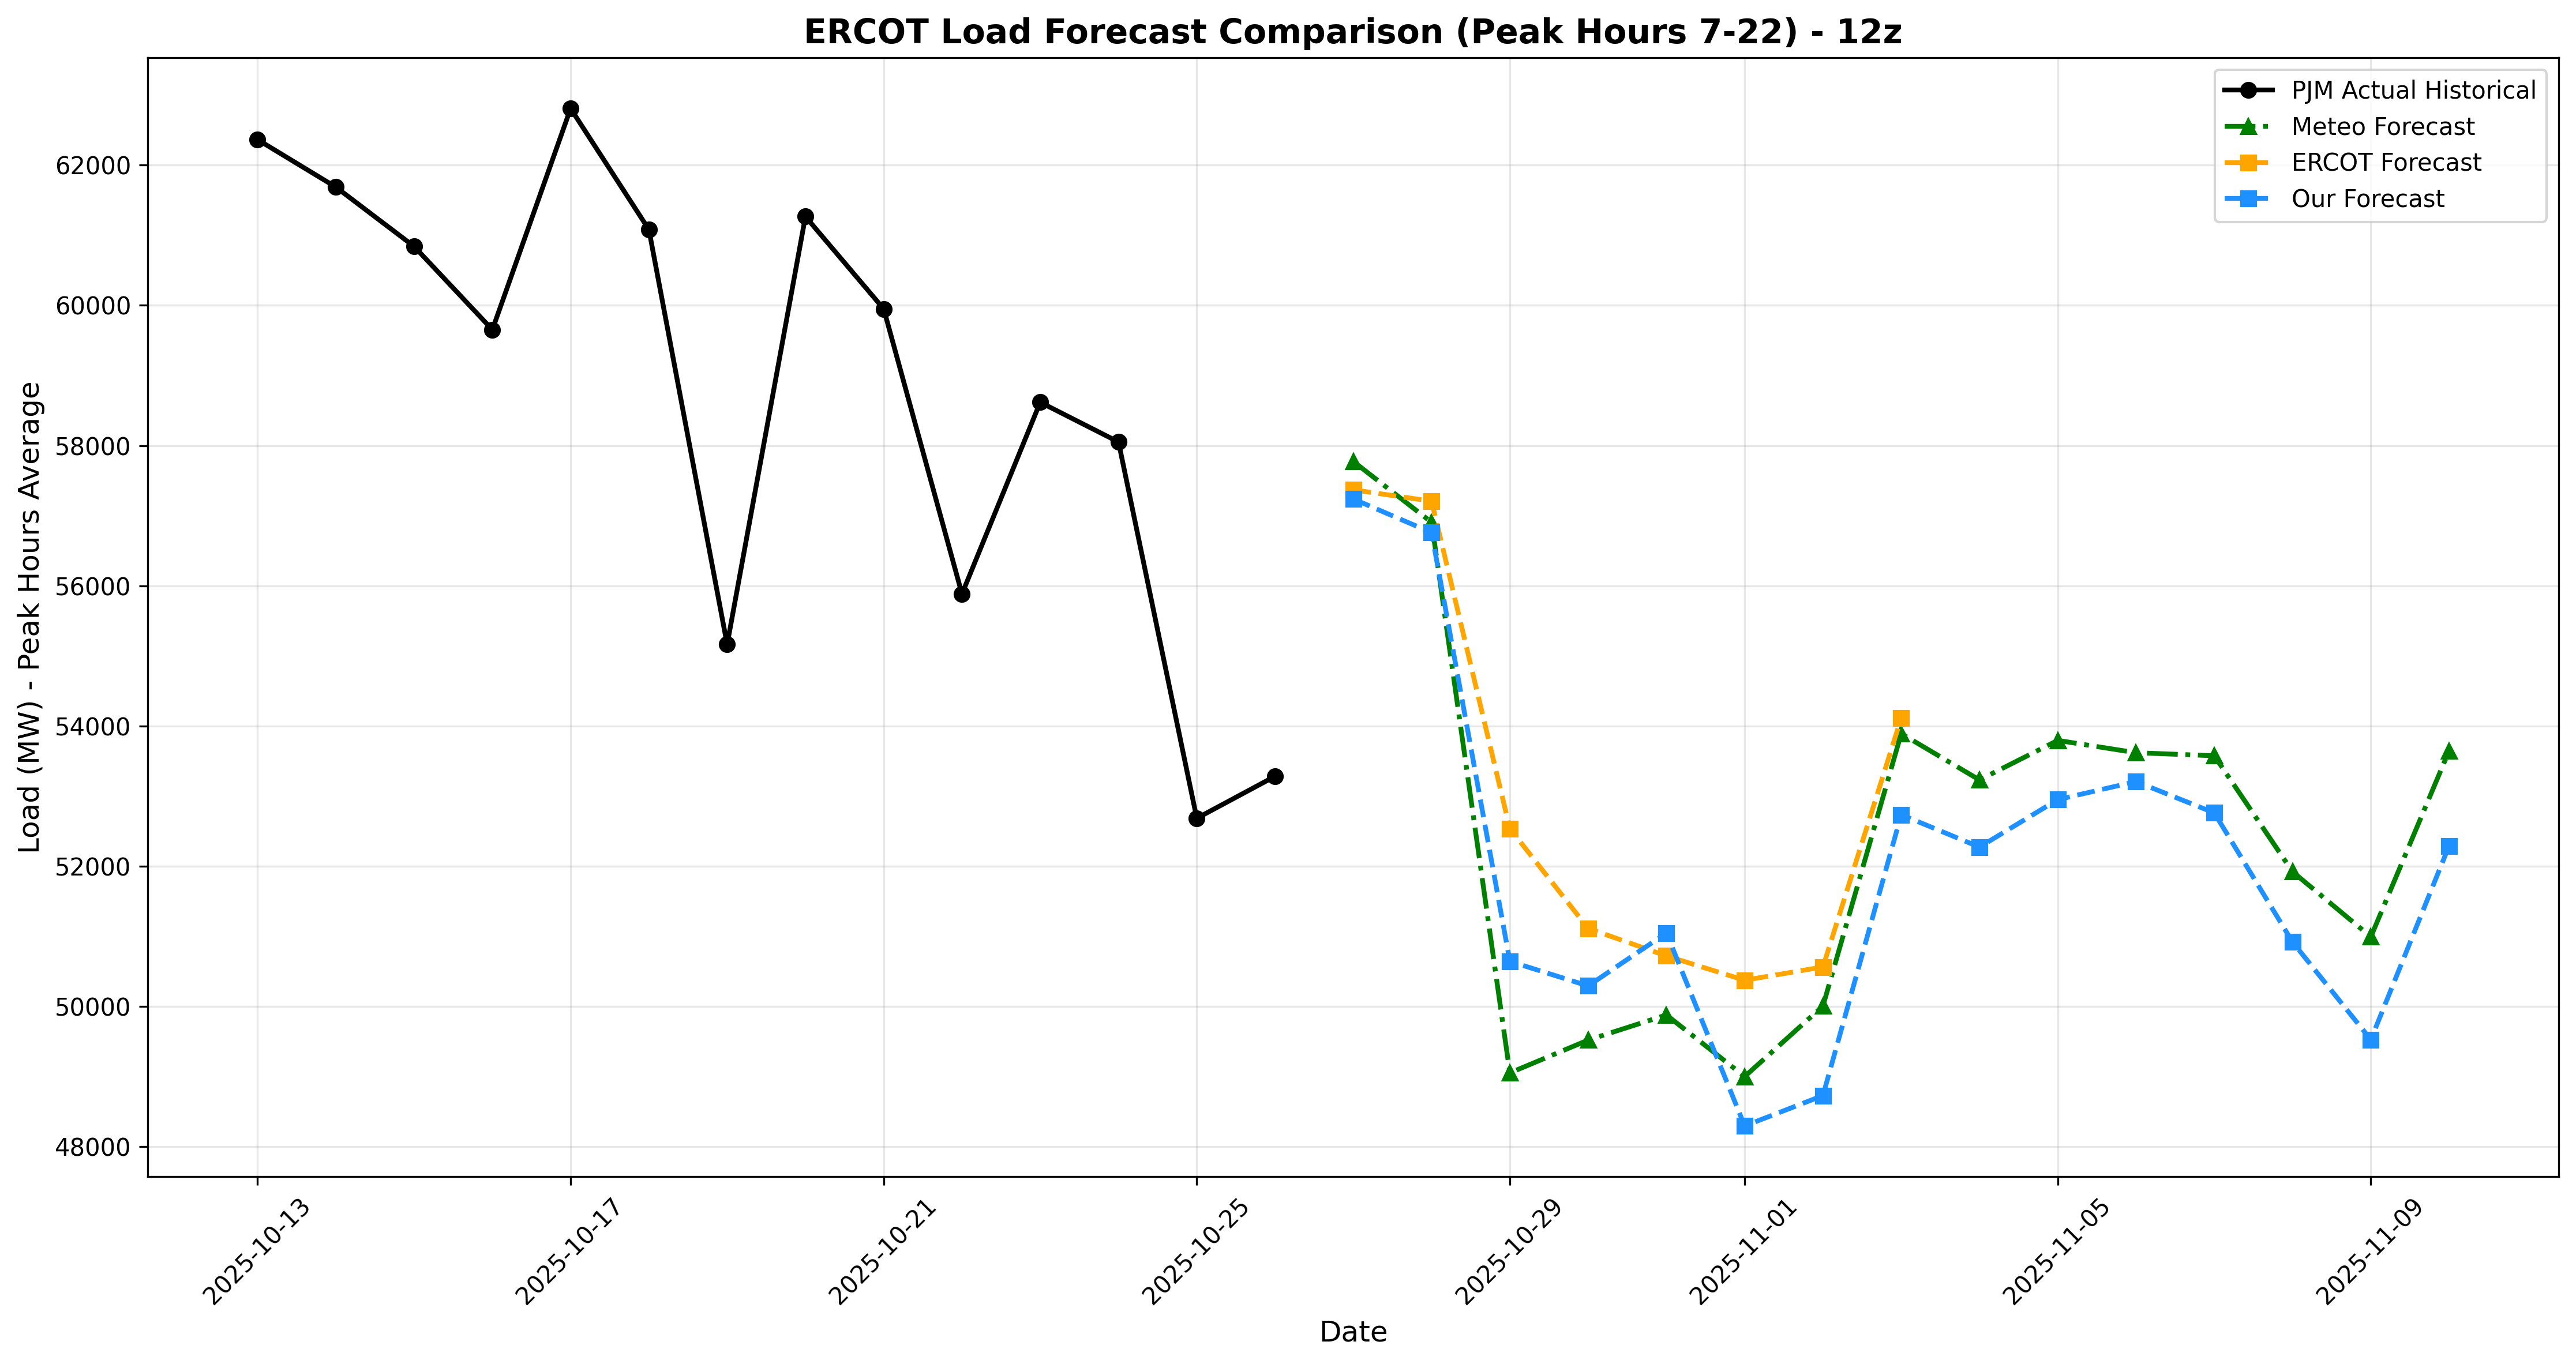 ERCOT Load Forecast Comparison (Peak Hours 7-22) - 12z
PJM Actual Historical
Meteo Forecast
ERCOT Forecast
Our Forecast
Load (MW) - Peak Hours Average
62000
60000
58000
56000
54000
52000
50000
48000
2025-10-13
2025-10-17
2025-10-21
2025-10-25
2025-10-29
2025-11-01
2025-11-05
2025-11-09
Date